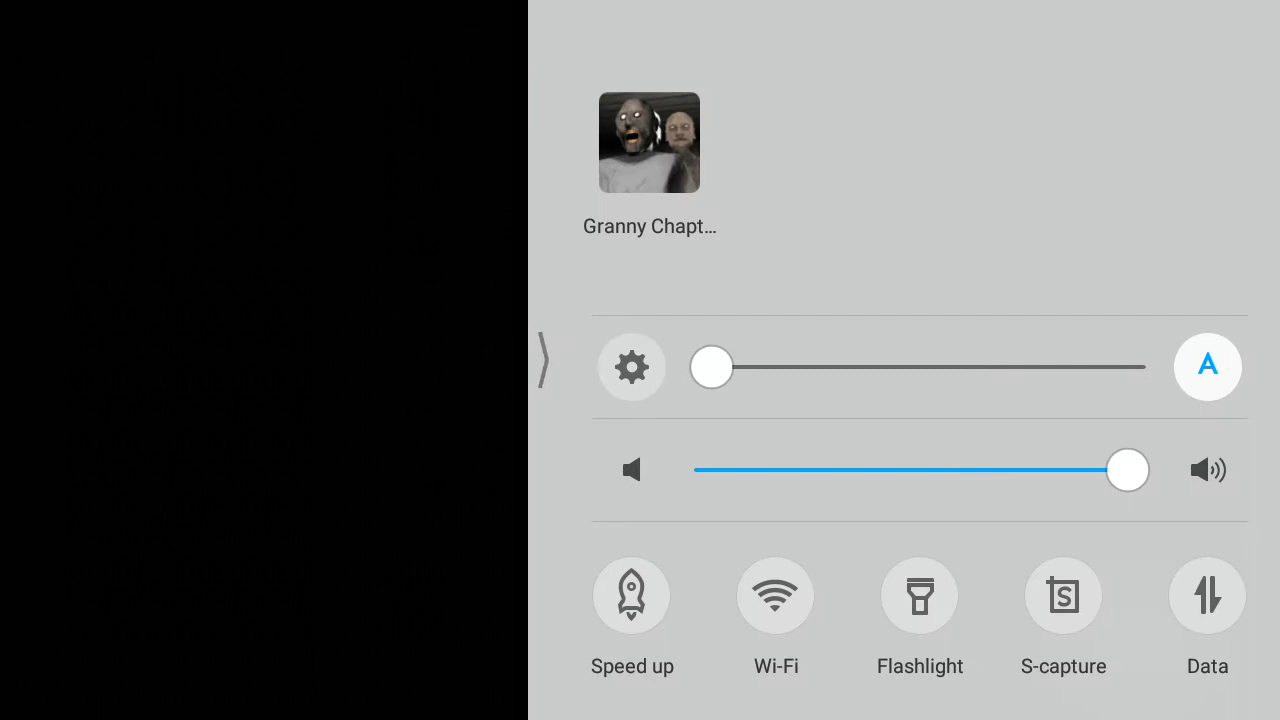 Granny Chapt...
A
Speed up
Wi-Fi
Flashlight
S-capture
Data